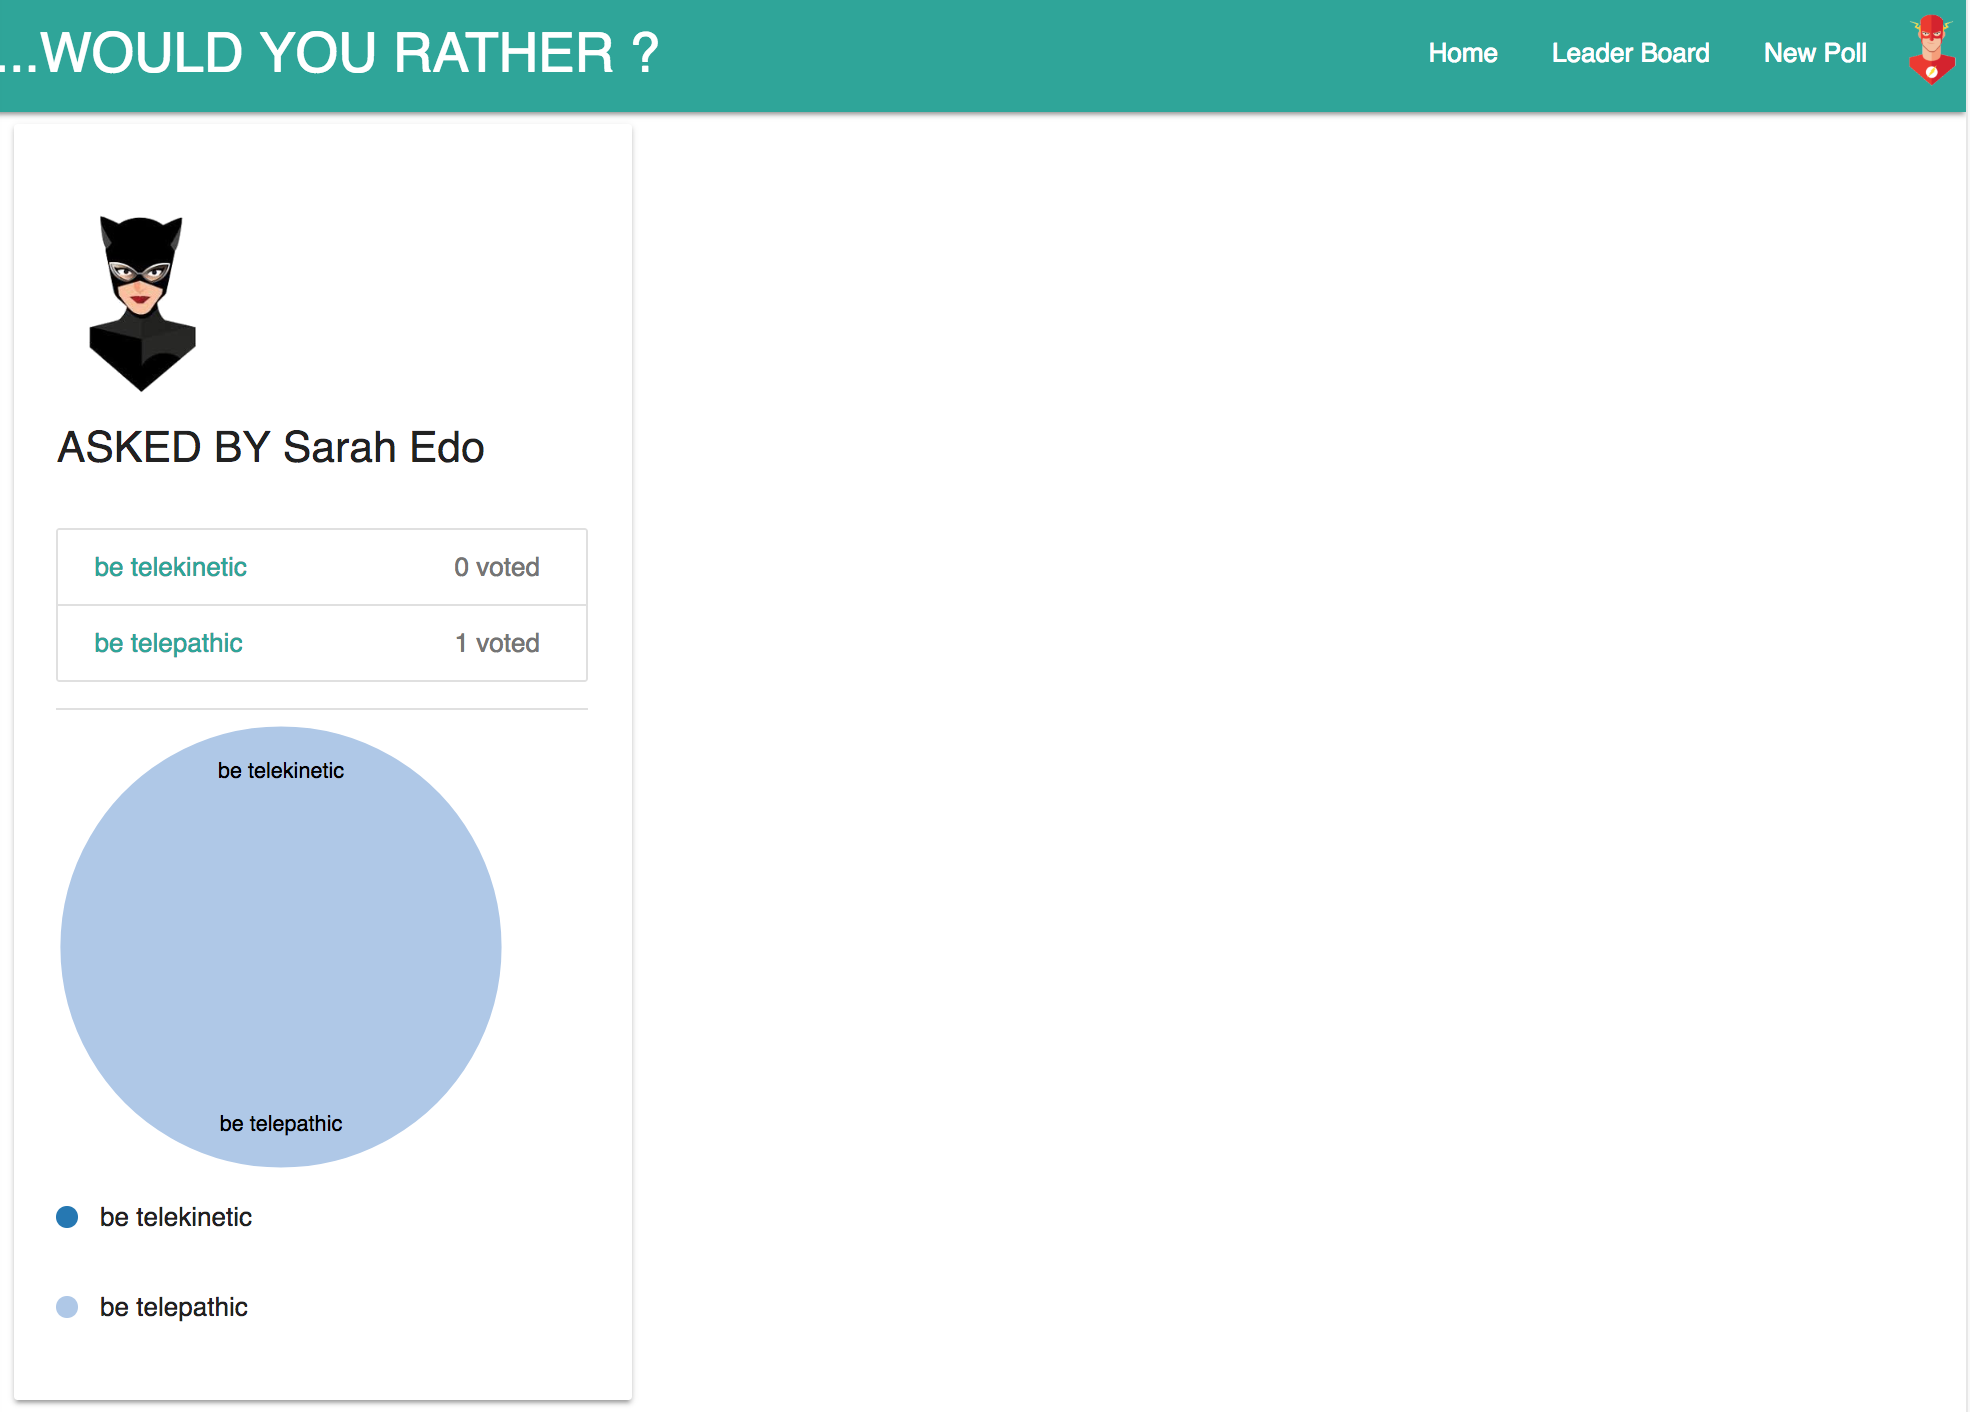 ...WOULD YOU RATHER ?
Home Leader Board New Poll
ASKED BY Sarah Edo
be telekinetic 0 voted
be telepathic 1 voted
be telekinetic
be telepathic
be telekinetic
be telepathic